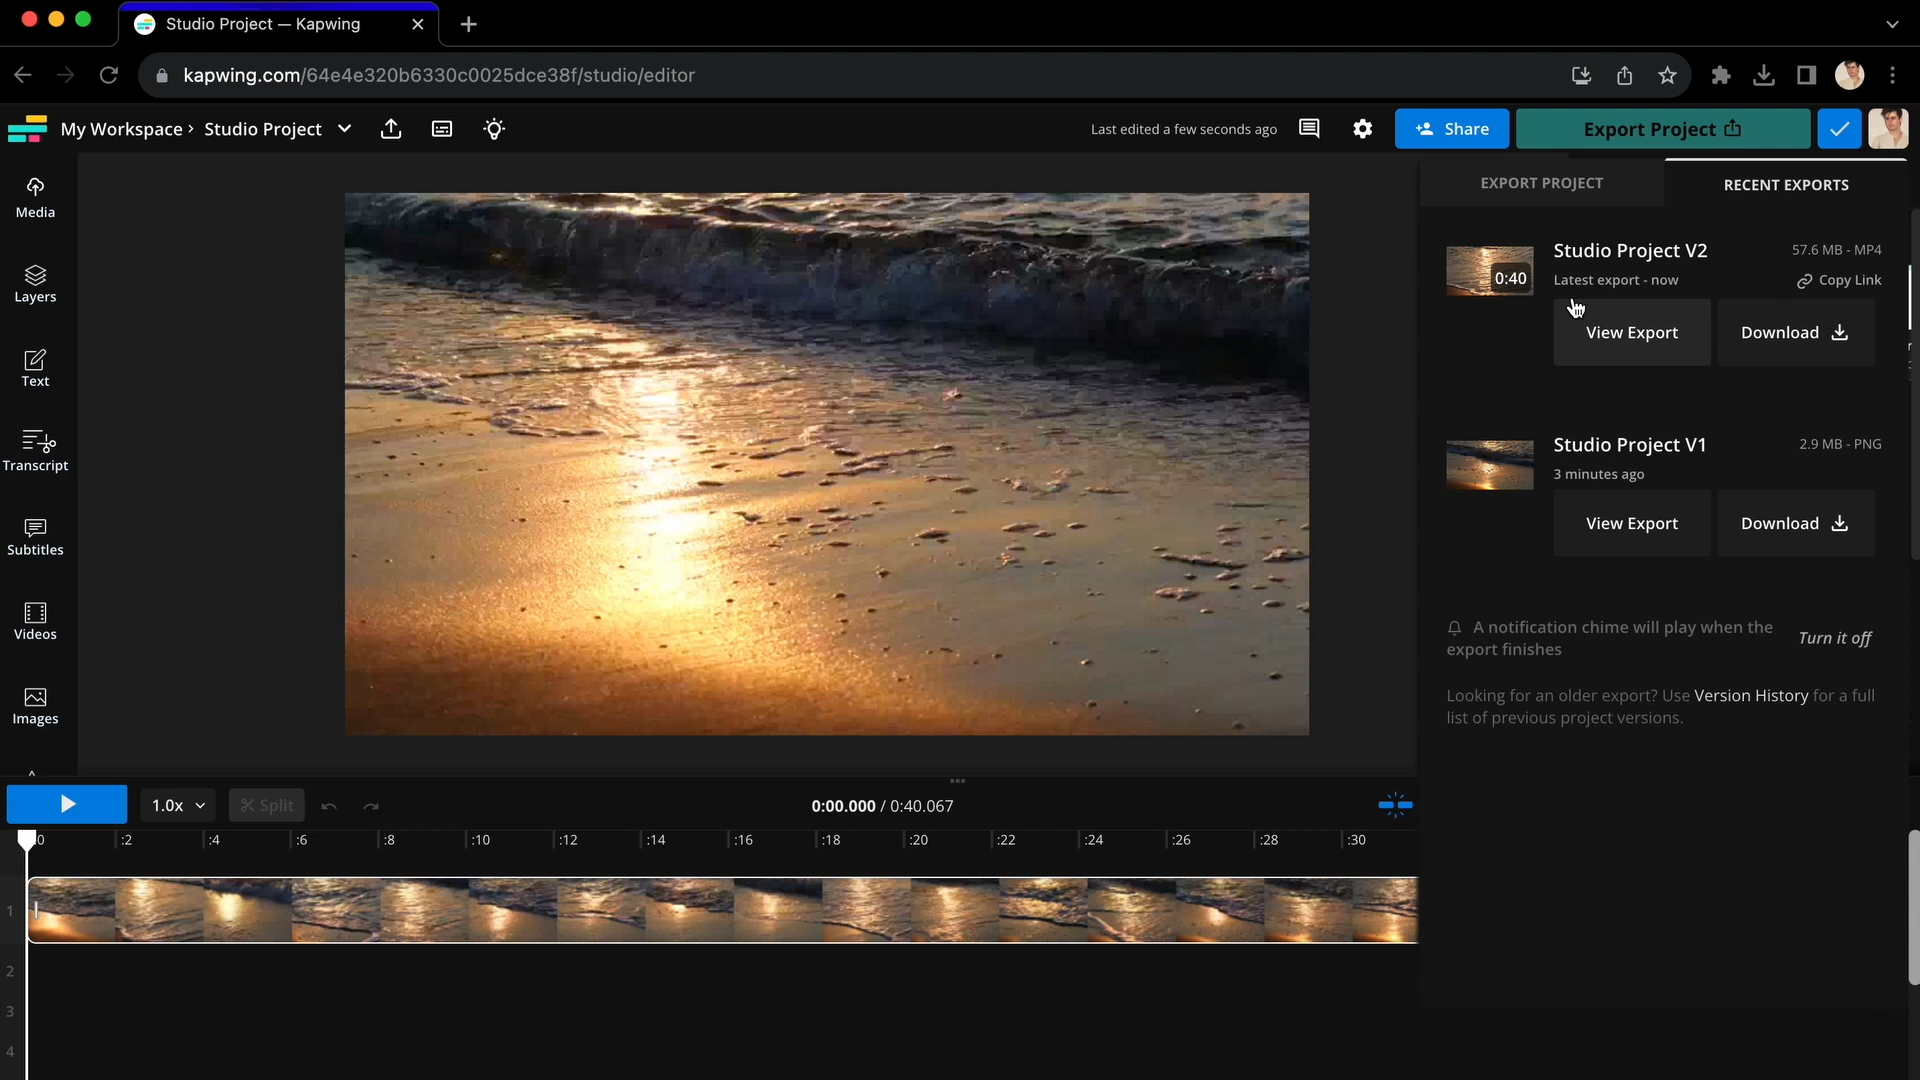 Studio Project — Kapwing
kapwing.com/64e4e320b6330c0025dce38f/studio/editor
My Workspace › Studio Project
Last edited a few seconds ago
Share
Export Project
EXPORT PROJECT
RECENT EXPORTS
Media
Layers
Text
Transcript
Subtitles
Videos
Images
0:40
Studio Project V2
57.6 MB - MP4
Latest export - now
Copy Link
View Export
Download
Studio Project V1
2.9 MB - PNG
3 minutes ago
View Export
Download
A notification chime will play when the
export finishes
Turn it off
Looking for an older export? Use Version History for a full
list of previous project versions.
1.0x
Split
0:00.000 / 0:40.067
:0 :2 :4 :6 :8 :10 :12 :14 :16 :18 :20 :22 :24 :26 :28 :30
1
2
3
4